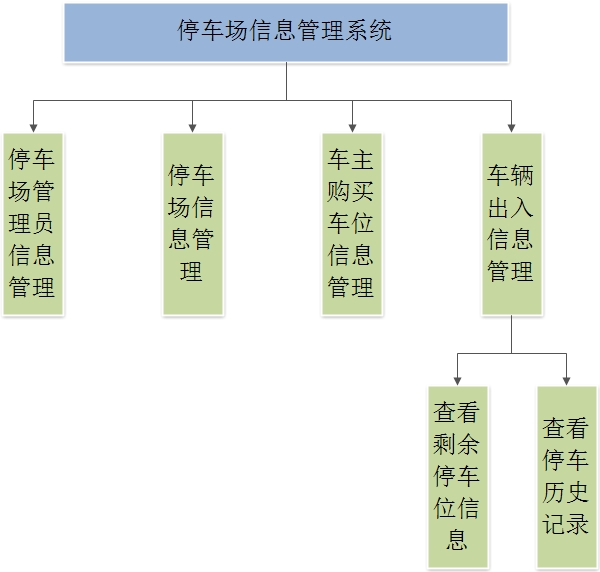 停车场信息管理系统
停车
场管
理员
信息
管理
停车
场信
息管
理
车主
购买
车位
信息
管理
车辆
出入
信息
管理
查看
剩余
停车
位信
息
查看
停车
历史
记录